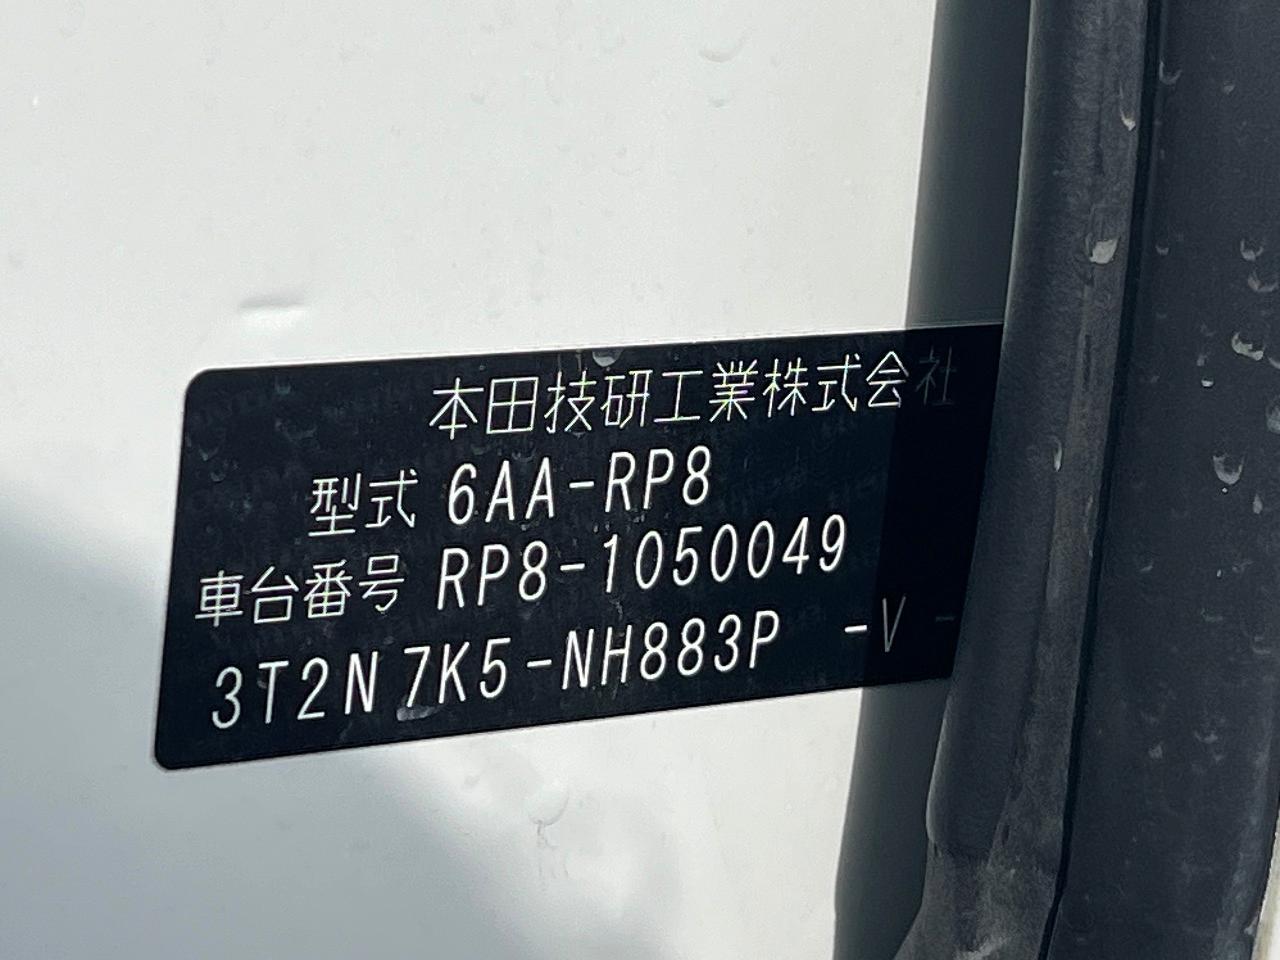 本田技研工業株式会社
型式 6AA-RP8
車台番号 RP8-1050049
3T2N 7K5-NH883P -V -